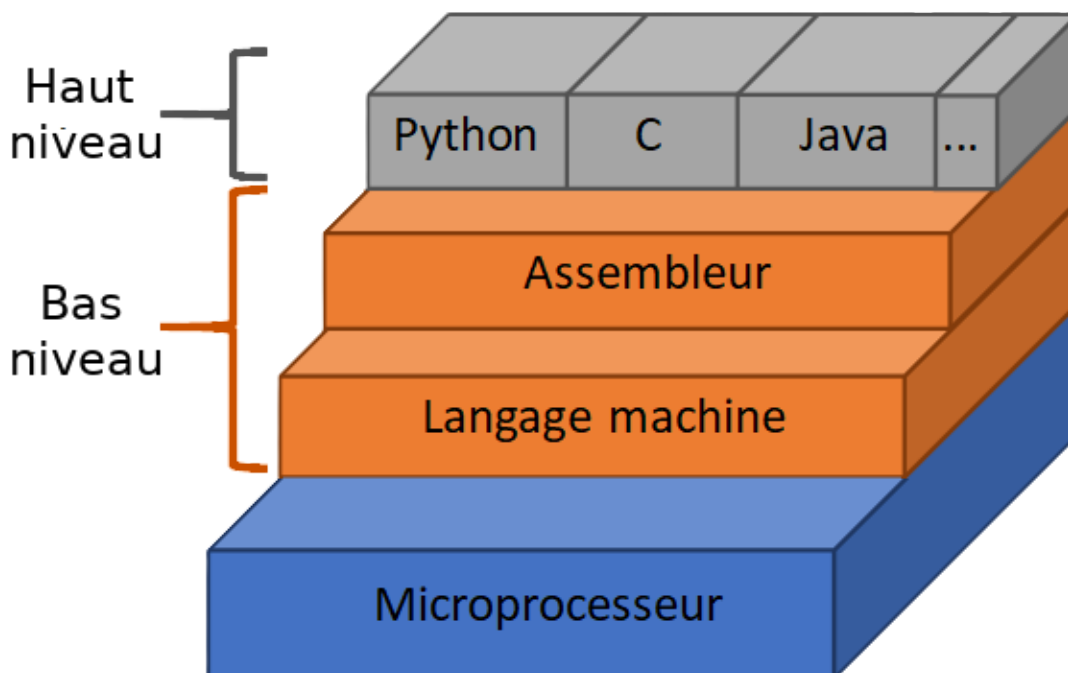 Haut
niveau
Python C Java ...
Assembleur
Bas
niveau
Langage machine
Microprocesseur